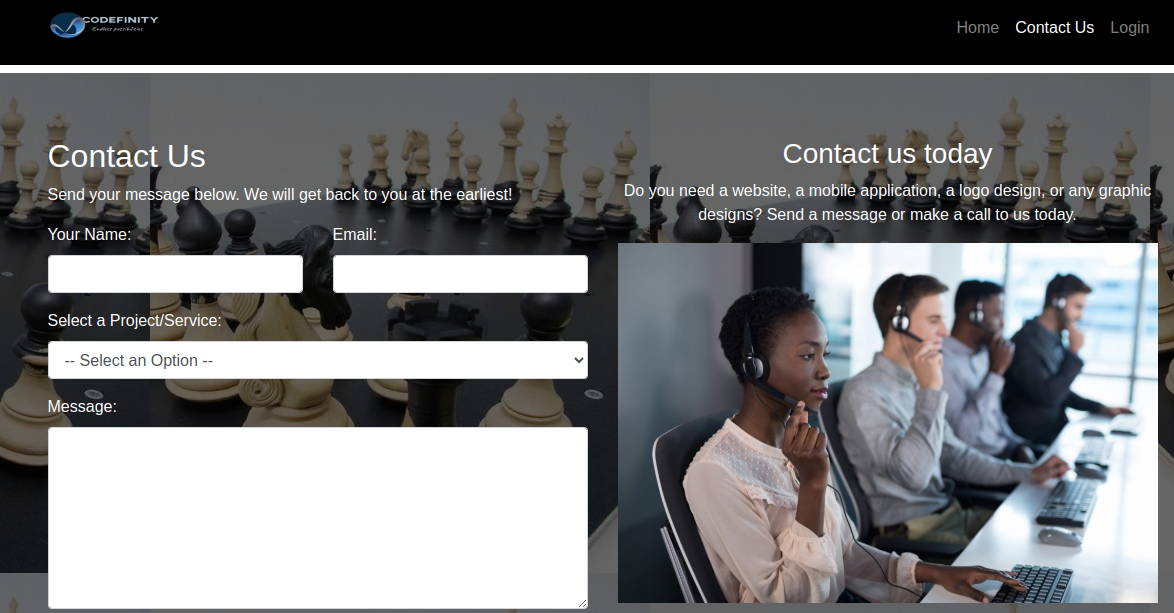 CODEFINITY
Endless possibilities
Home Contact Us Login
Contact Us
Send your message below. We will get back to you at the earliest!
Your Name: Email:
Select a Project/Service:
-- Select an Option --
Message:
Contact us today
Do you need a website, a mobile application, a logo design, or any graphic
designs? Send a message or make a call to us today.